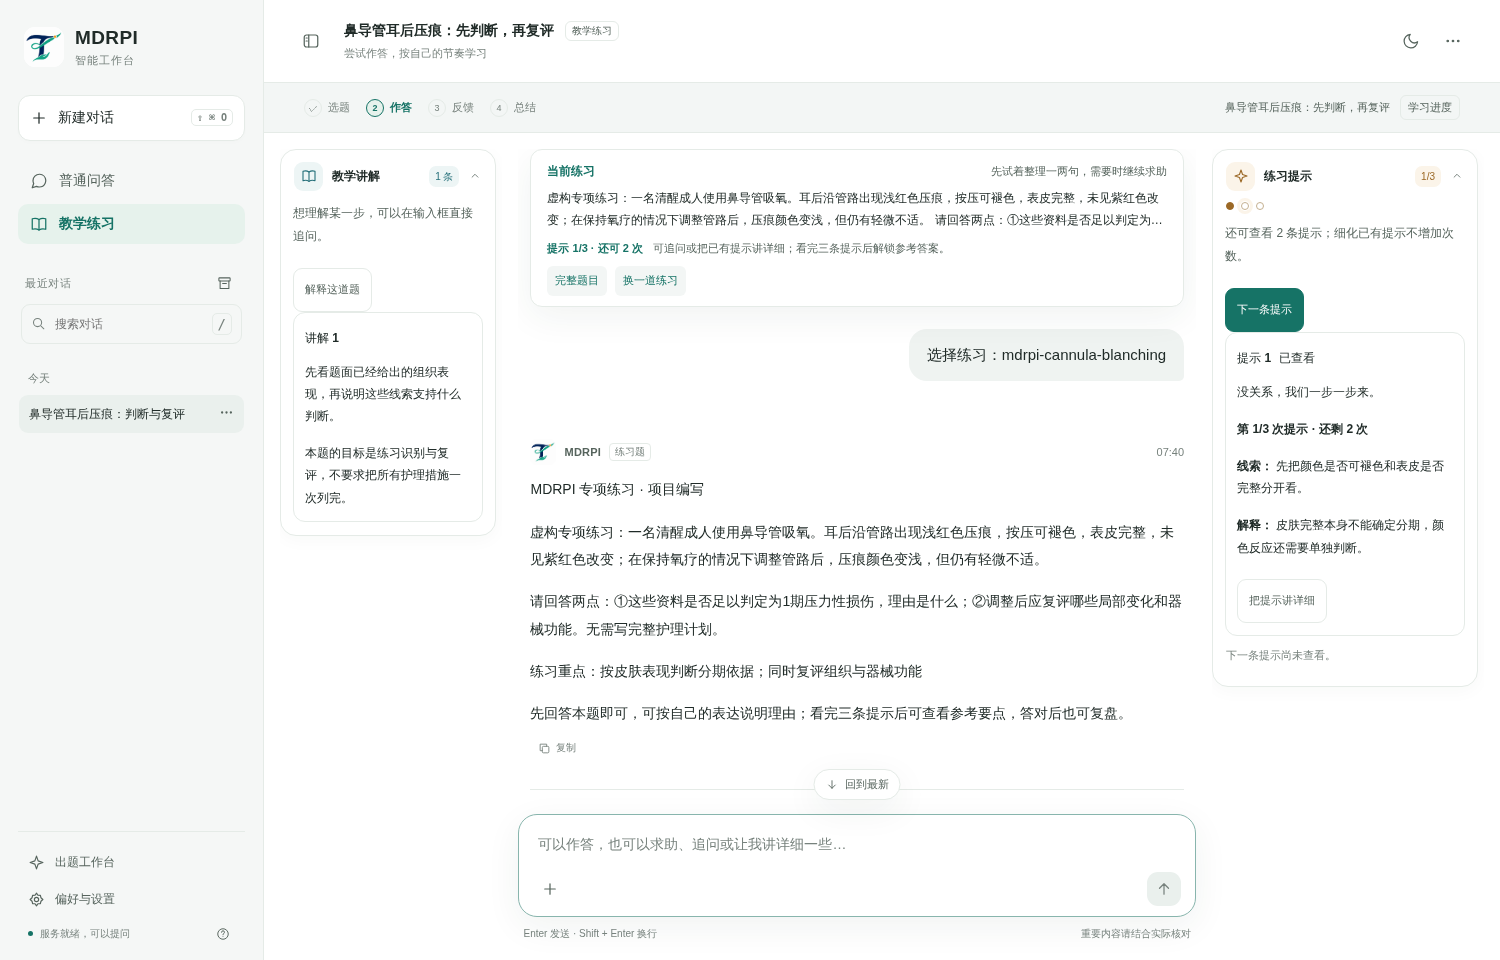 MDRPI
智能工作台
新建对话
⇧ ⌘ O
普通问答
教学练习
最近对话
搜索对话
/
今天
鼻导管耳后压痕：判断与复评
出题工作台
偏好与设置
服务就绪，可以提问
鼻导管耳后压痕：先判断，再复评
教学练习
尝试作答，按自己的节奏学习
选题
2 作答
3 反馈
4 总结
鼻导管耳后压痕：先判断，再复评
学习进度
教学讲解
1 条
想理解某一步，可以在输入框直接
追问。
解释这道题
讲解 1
先看题面已经给出的组织表
现，再说明这些线索支持什么
判断。
本题的目标是练习识别与复
评，不要求把所有护理措施一
次列完。
当前练习
先试着整理一两句，需要时继续求助
虚构专项练习：一名清醒成人使用鼻导管吸氧。耳后沿管路出现浅红色压痕，按压可褪色，表皮完整，未见紫红色改
变；在保持氧疗的情况下调整管路后，压痕颜色变浅，但仍有轻微不适。 请回答两点：①这些资料是否足以判定为…
提示 1/3 · 还可 2 次 可追问或把已有提示讲详细；看完三条提示后解锁参考答案。
完整题目
换一道练习
选择练习：mdrpi-cannula-blanching
MDRPI
练习题
07:40
MDRPI 专项练习 · 项目编写
虚构专项练习：一名清醒成人使用鼻导管吸氧。耳后沿管路出现浅红色压痕，按压可褪色，表皮完整，未
见紫红色改变；在保持氧疗的情况下调整管路后，压痕颜色变浅，但仍有轻微不适。
请回答两点：①这些资料是否足以判定为1期压力性损伤，理由是什么；②调整后应复评哪些局部变化和器
械功能。无需写完整护理计划。
练习重点：按皮肤表现判断分期依据；同时复评组织与器械功能
先回答本题即可，可按自己的表达说明理由；看完三条提示后可查看参考要点，答对后也可复盘。
复制
回到最新
可以作答，也可以求助、追问或让我讲详细一些…
Enter 发送 · Shift + Enter 换行
重要内容请结合实际核对
练习提示
1/3
还可查看 2 条提示；细化已有提示不增加次
数。
下一条提示
提示 1 已查看
没关系，我们一步一步来。
第 1/3 次提示 · 还剩 2 次
线索： 先把颜色是否可褪色和表皮是否
完整分开看。
解释： 皮肤完整本身不能确定分期，颜
色反应还需要单独判断。
把提示讲详细
下一条提示尚未查看。